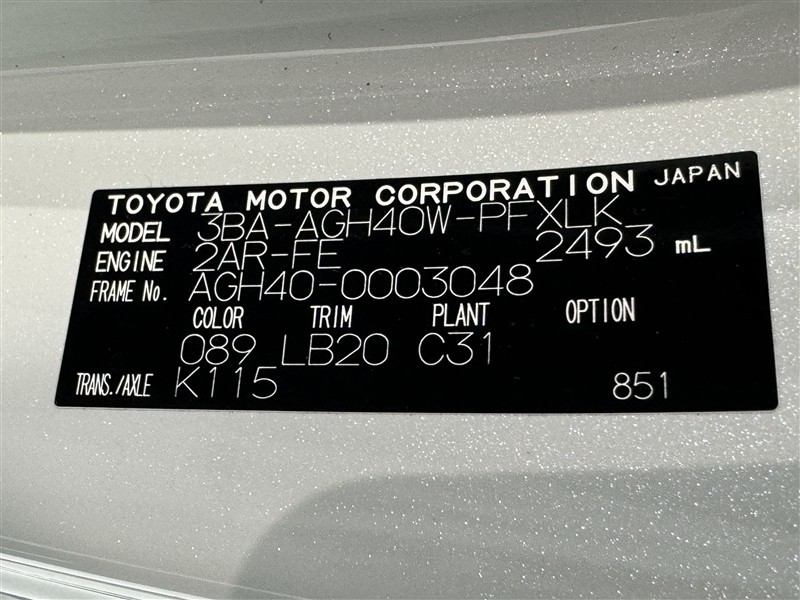 TOYOTA MOTOR CORPORATION JAPAN
MODEL 3BA-AGH40W-PFXLK
ENGINE 2AR-FE 2493 mL
FRAME No. AGH40-0003048
COLOR TRIM PLANT OPTION
089 LB20 C31
TRANS./AXLE K115 851